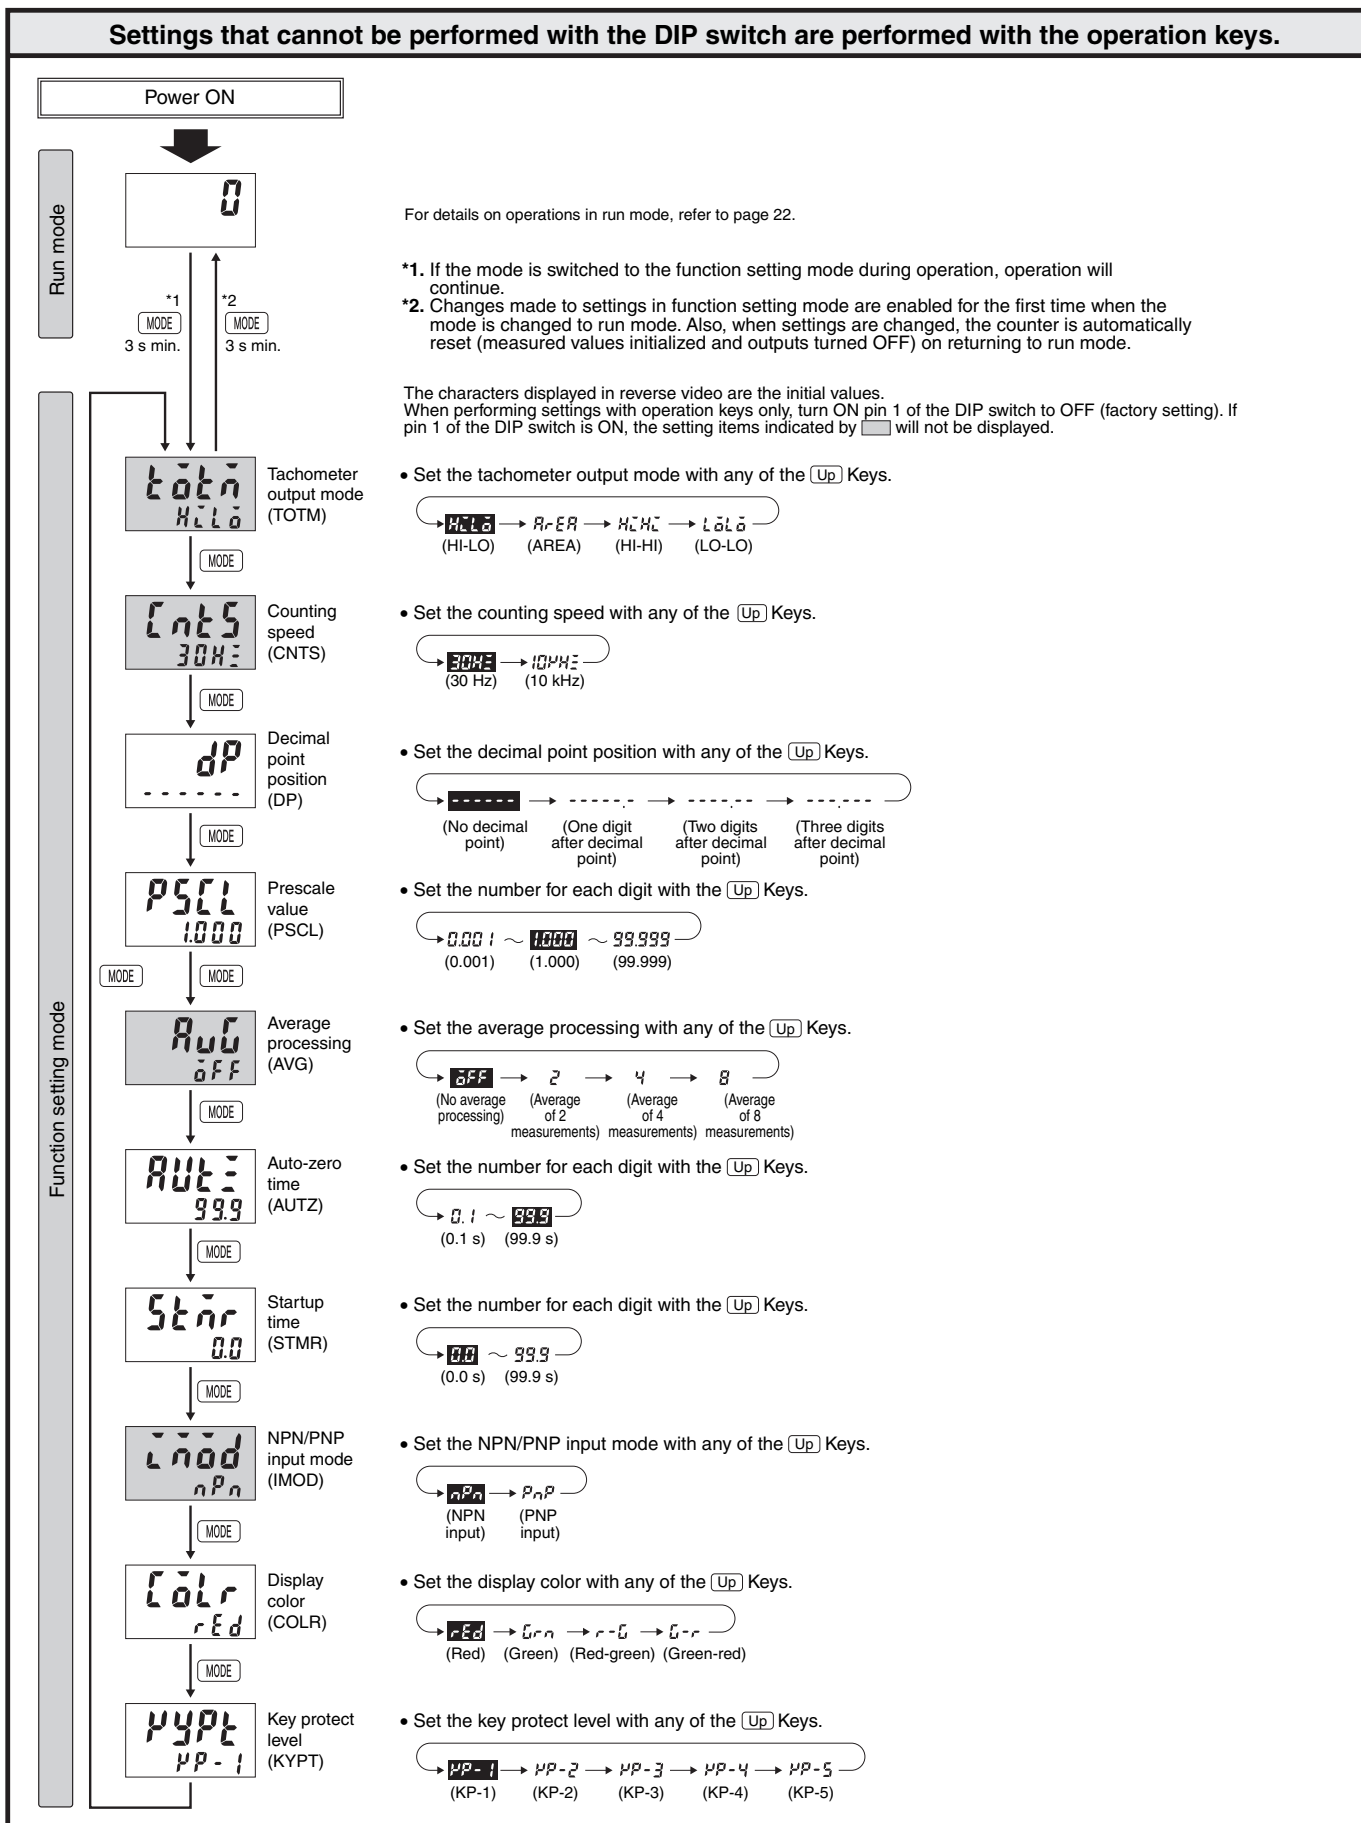 Settings that cannot be performed with the DIP switch are performed with the operation keys.
Power ON
Run mode
0
For details on operations in run mode, refer to page 22.
*1. If the mode is switched to the function setting mode during operation, operation will
continue.
*2. Changes made to settings in function setting mode are enabled for the first time when the
mode is changed to run mode. Also, when settings are changed, the counter is automatically
reset (measured values initialized and outputs turned OFF) on returning to run mode.
*1 *2
MODE MODE
3 s min. 3 s min.
The characters displayed in reverse video are the initial values.
When performing settings with operation keys only, turn ON pin 1 of the DIP switch to OFF (factory setting). If
pin 1 of the DIP switch is ON, the setting items indicated by will not be displayed.
Function setting mode
totm
HiLo
Tachometer
output mode
(TOTM)
• Set the tachometer output mode with any of the Up Keys.
HiLo ArEA HiHi LoLo
(HI-LO) (AREA) (HI-HI) (LO-LO)
MODE
CntS
30Hz
Counting
speed
(CNTS)
• Set the counting speed with any of the Up Keys.
30Hz 10kHz
(30 Hz) (10 kHz)
MODE
dP
- - - - - -
Decimal
point
position
(DP)
• Set the decimal point position with any of the Up Keys.
------ -----.- ----.-- ---.---
(No decimal (One digit (Two digits (Three digits
point) after decimal after decimal after decimal
point) point) point)
MODE
PSCL
1.000
Prescale
value
(PSCL)
• Set the number for each digit with the Up Keys.
0.001 ~ 1.000 ~ 99.999
(0.001) (1.000) (99.999)
MODE MODE
AvG
oFF
Average
processing
(AVG)
• Set the average processing with any of the Up Keys.
oFF 2 4 8
(No average (Average (Average (Average
processing) of 2 of 4 of 8
measurements) measurements) measurements)
MODE
AUtz
99.9
Auto-zero
time
(AUTZ)
• Set the number for each digit with the Up Keys.
0.1 ~ 99.9
(0.1 s) (99.9 s)
MODE
Stmr
0.0
Startup
time
(STMR)
• Set the number for each digit with the Up Keys.
0.0 ~ 99.9
(0.0 s) (99.9 s)
MODE
imod
nPn
NPN/PNP
input mode
(IMOD)
• Set the NPN/PNP input mode with any of the Up Keys.
nPn PnP
(NPN (PNP
input) input)
MODE
CoLr
rEd
Display
color
(COLR)
• Set the display color with any of the Up Keys.
rEd Grn r-G G-r
(Red) (Green) (Red-green) (Green-red)
MODE
kyPt
kP-1
Key protect
level
(KYPT)
• Set the key protect level with any of the Up Keys.
kP-1 kP-2 kP-3 kP-4 kP-5
(KP-1) (KP-2) (KP-3) (KP-4) (KP-5)